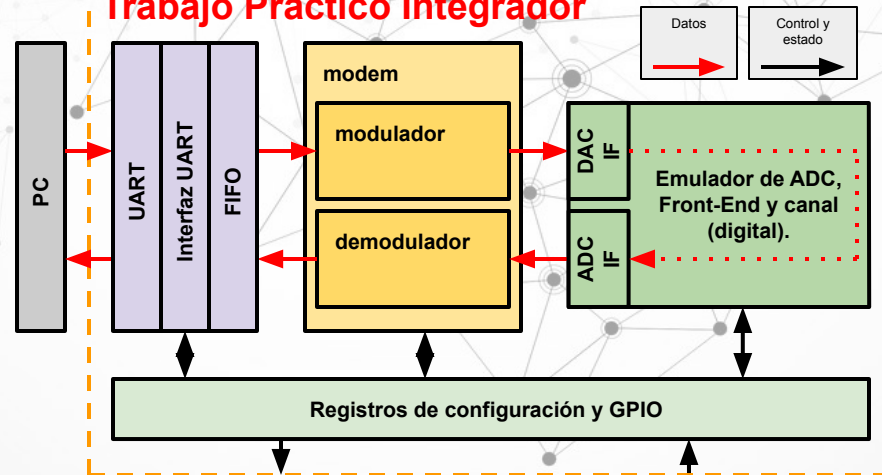 Trabajo Práctico Integrador
Datos
Control y
estado
PC
UART
Interfaz UART
FIFO
modem
modulador
demodulador
DAC
IF
ADC
IF
Emulador de ADC,
Front-End y canal
(digital).
Registros de configuración y GPIO